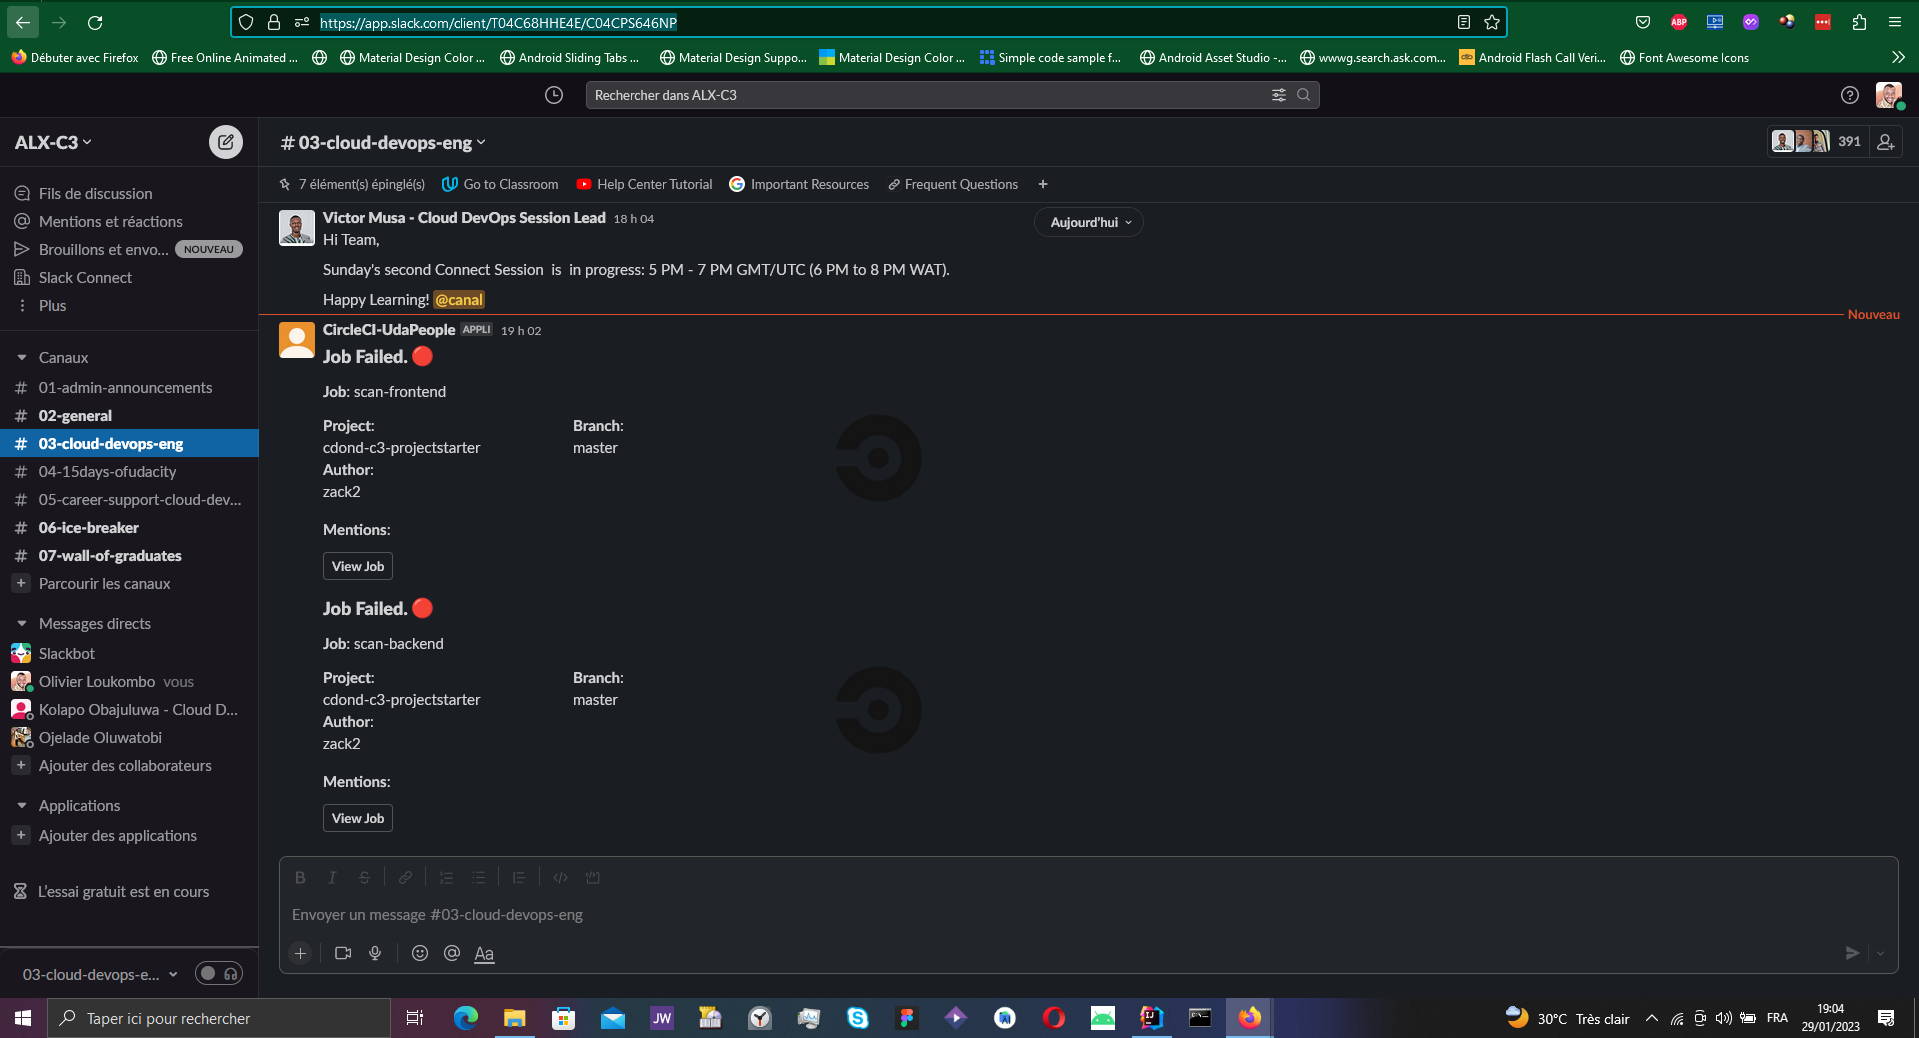 https://app.slack.com/client/T04C68HHE4E/C04CPS646NP
ABP
Débuter avec Firefox
Free Online Animated ...
Material Design Color ...
Android Sliding Tabs ...
Material Design Suppo...
Material Design Color ...
Simple code sample f...
Android Asset Studio -...
wwwg.search.ask.com...
Android Flash Call Veri...
Font Awesome Icons
Rechercher dans ALX-C3
ALX-C3
# 03-cloud-devops-eng
391
7 élément(s) épinglé(s)
Go to Classroom
Help Center Tutorial
Important Resources
Frequent Questions
+
Fils de discussion
Mentions et réactions
Brouillons et envo... NOUVEAU
Slack Connect
Plus
Canaux
# 01-admin-announcements
# 02-general
# 03-cloud-devops-eng
# 04-15days-ofudacity
# 05-career-support-cloud-dev...
# 06-ice-breaker
# 07-wall-of-graduates
+ Parcourir les canaux
Messages directs
Slackbot
Olivier Loukombo vous
Kolapo Obajuluwa - Cloud D...
Ojelade Oluwatobi
+ Ajouter des collaborateurs
Applications
+ Ajouter des applications
L'essai gratuit est en cours
03-cloud-devops-e...
Victor Musa - Cloud DevOps Session Lead 18 h 04
Aujourd'hui
Hi Team,
Sunday's second Connect Session is in progress: 5 PM - 7 PM GMT/UTC (6 PM to 8 PM WAT).
Happy Learning! @canal
Nouveau
CircleCI-UdaPeople APPLI 19 h 02
Job Failed.
Job: scan-frontend
Project:
cdond-c3-projectstarter
Branch:
master
Author:
zack2
Mentions:
View Job
Job Failed.
Job: scan-backend
Project:
cdond-c3-projectstarter
Branch:
master
Author:
zack2
Mentions:
View Job
B I S
Envoyer un message #03-cloud-devops-eng
+ @ Aa
Taper ici pour rechercher
JW
IJ
30°C Très clair
FRA
19:04
29/01/2023